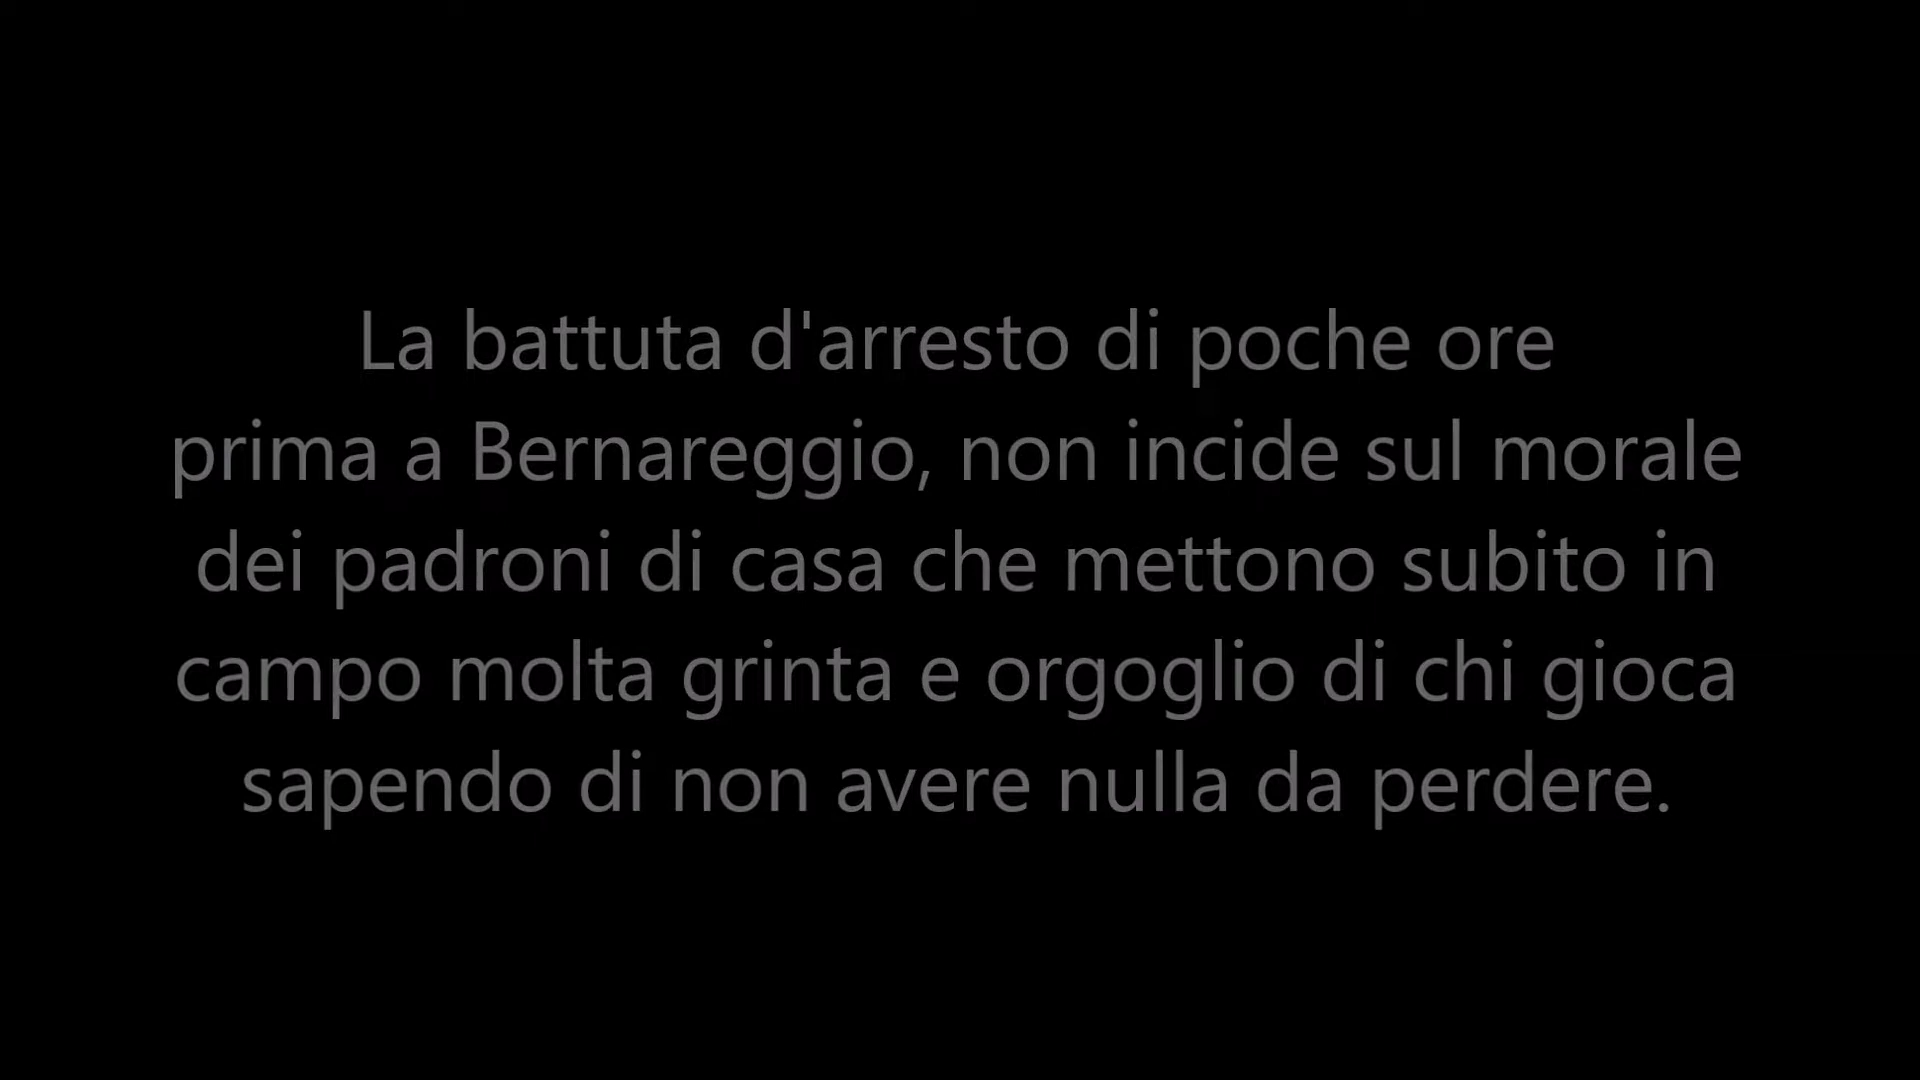 La battuta d'arresto di poche ore
prima a Bernareggio, non incide sul morale
dei padroni di casa che mettono subito in
campo molta grinta e orgoglio di chi gioca
sapendo di non avere nulla da perdere.